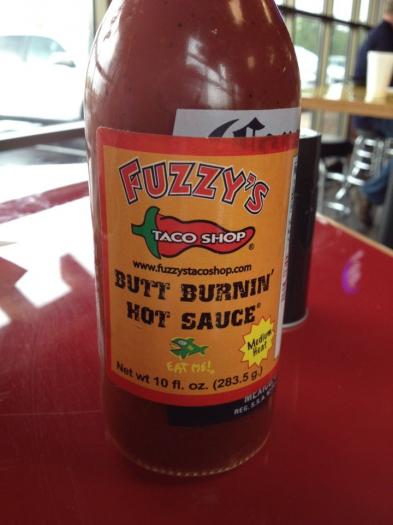 FUZZY'S
TACO SHOP®
www.fuzzystacoshop.com
BUTT BURNIN'
HOT SAUCE®
Medium
Heat
EAT ME!
Net wt 10 fl. oz. (283.5 g.)